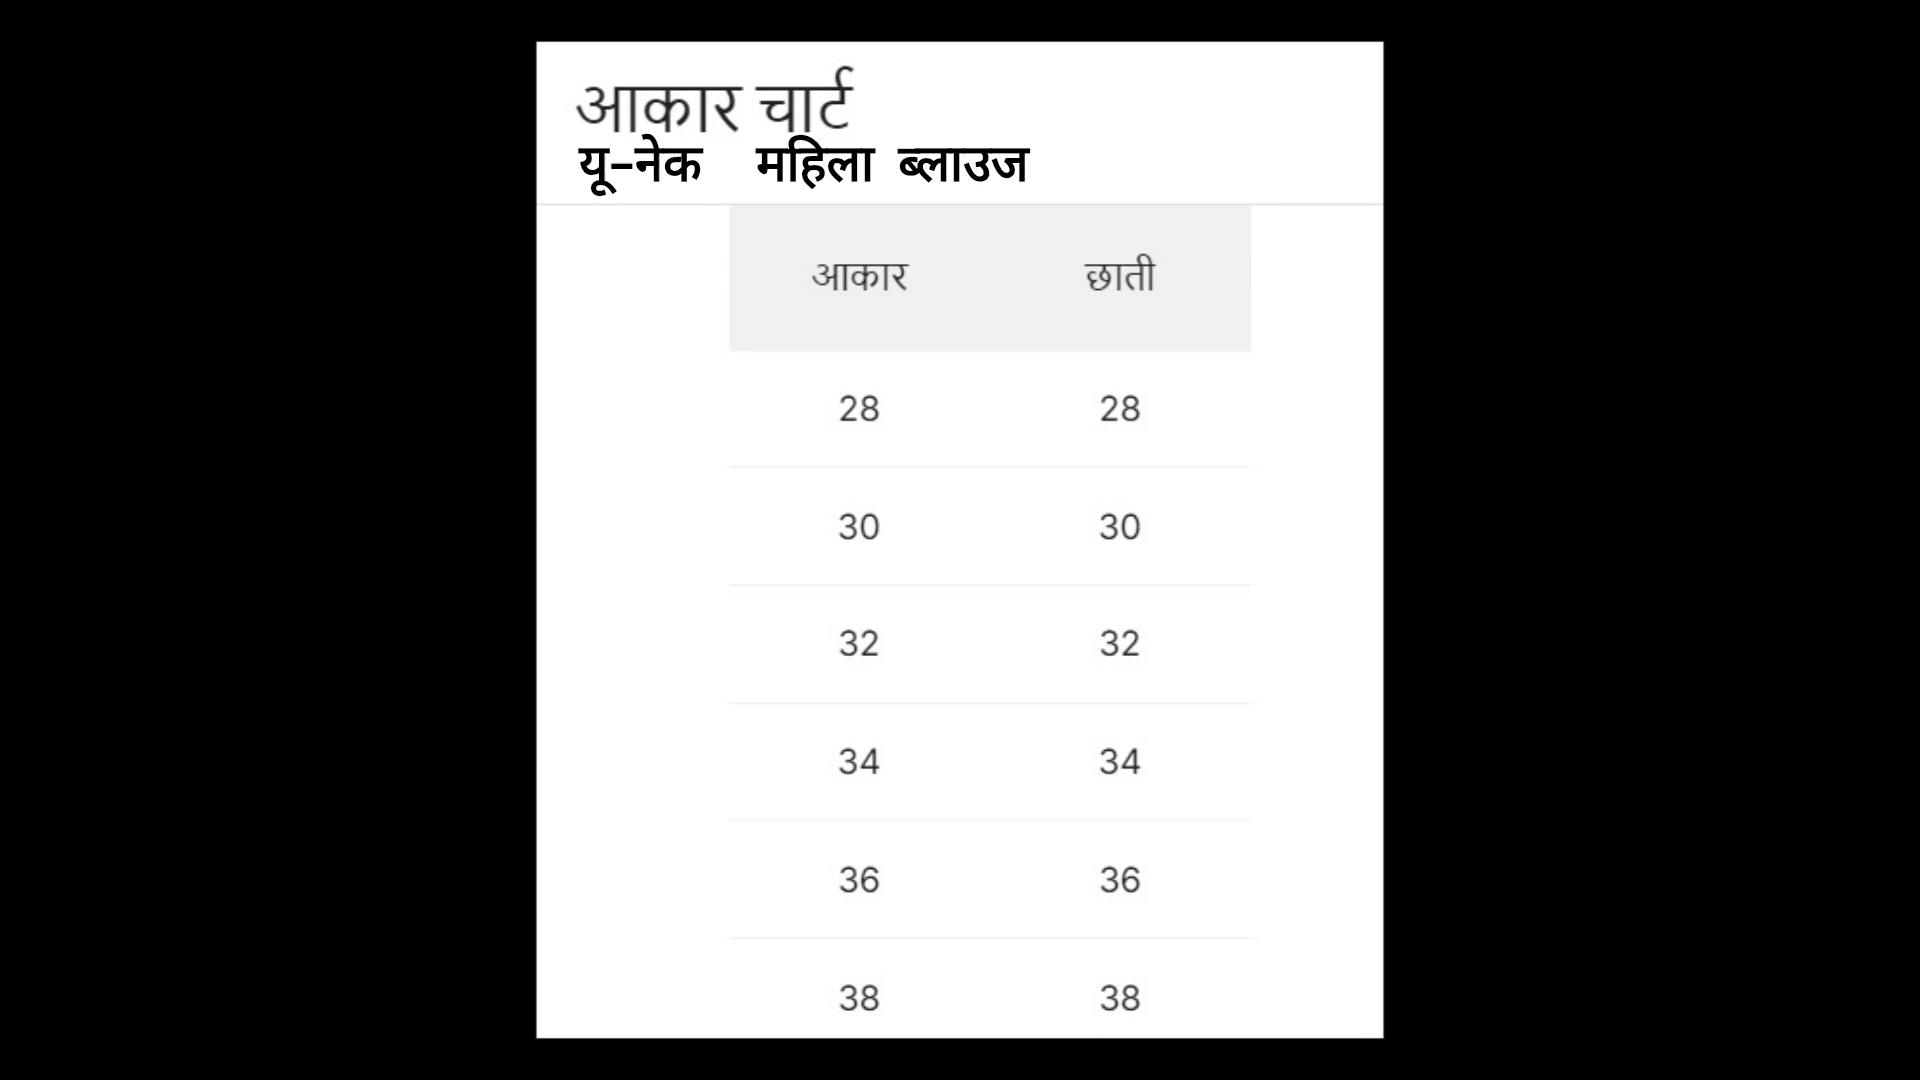 आकार चार्ट
यू-नेक महिला ब्लाउज
आकार छाती
28 28
30 30
32 32
34 34
36 36
38 38